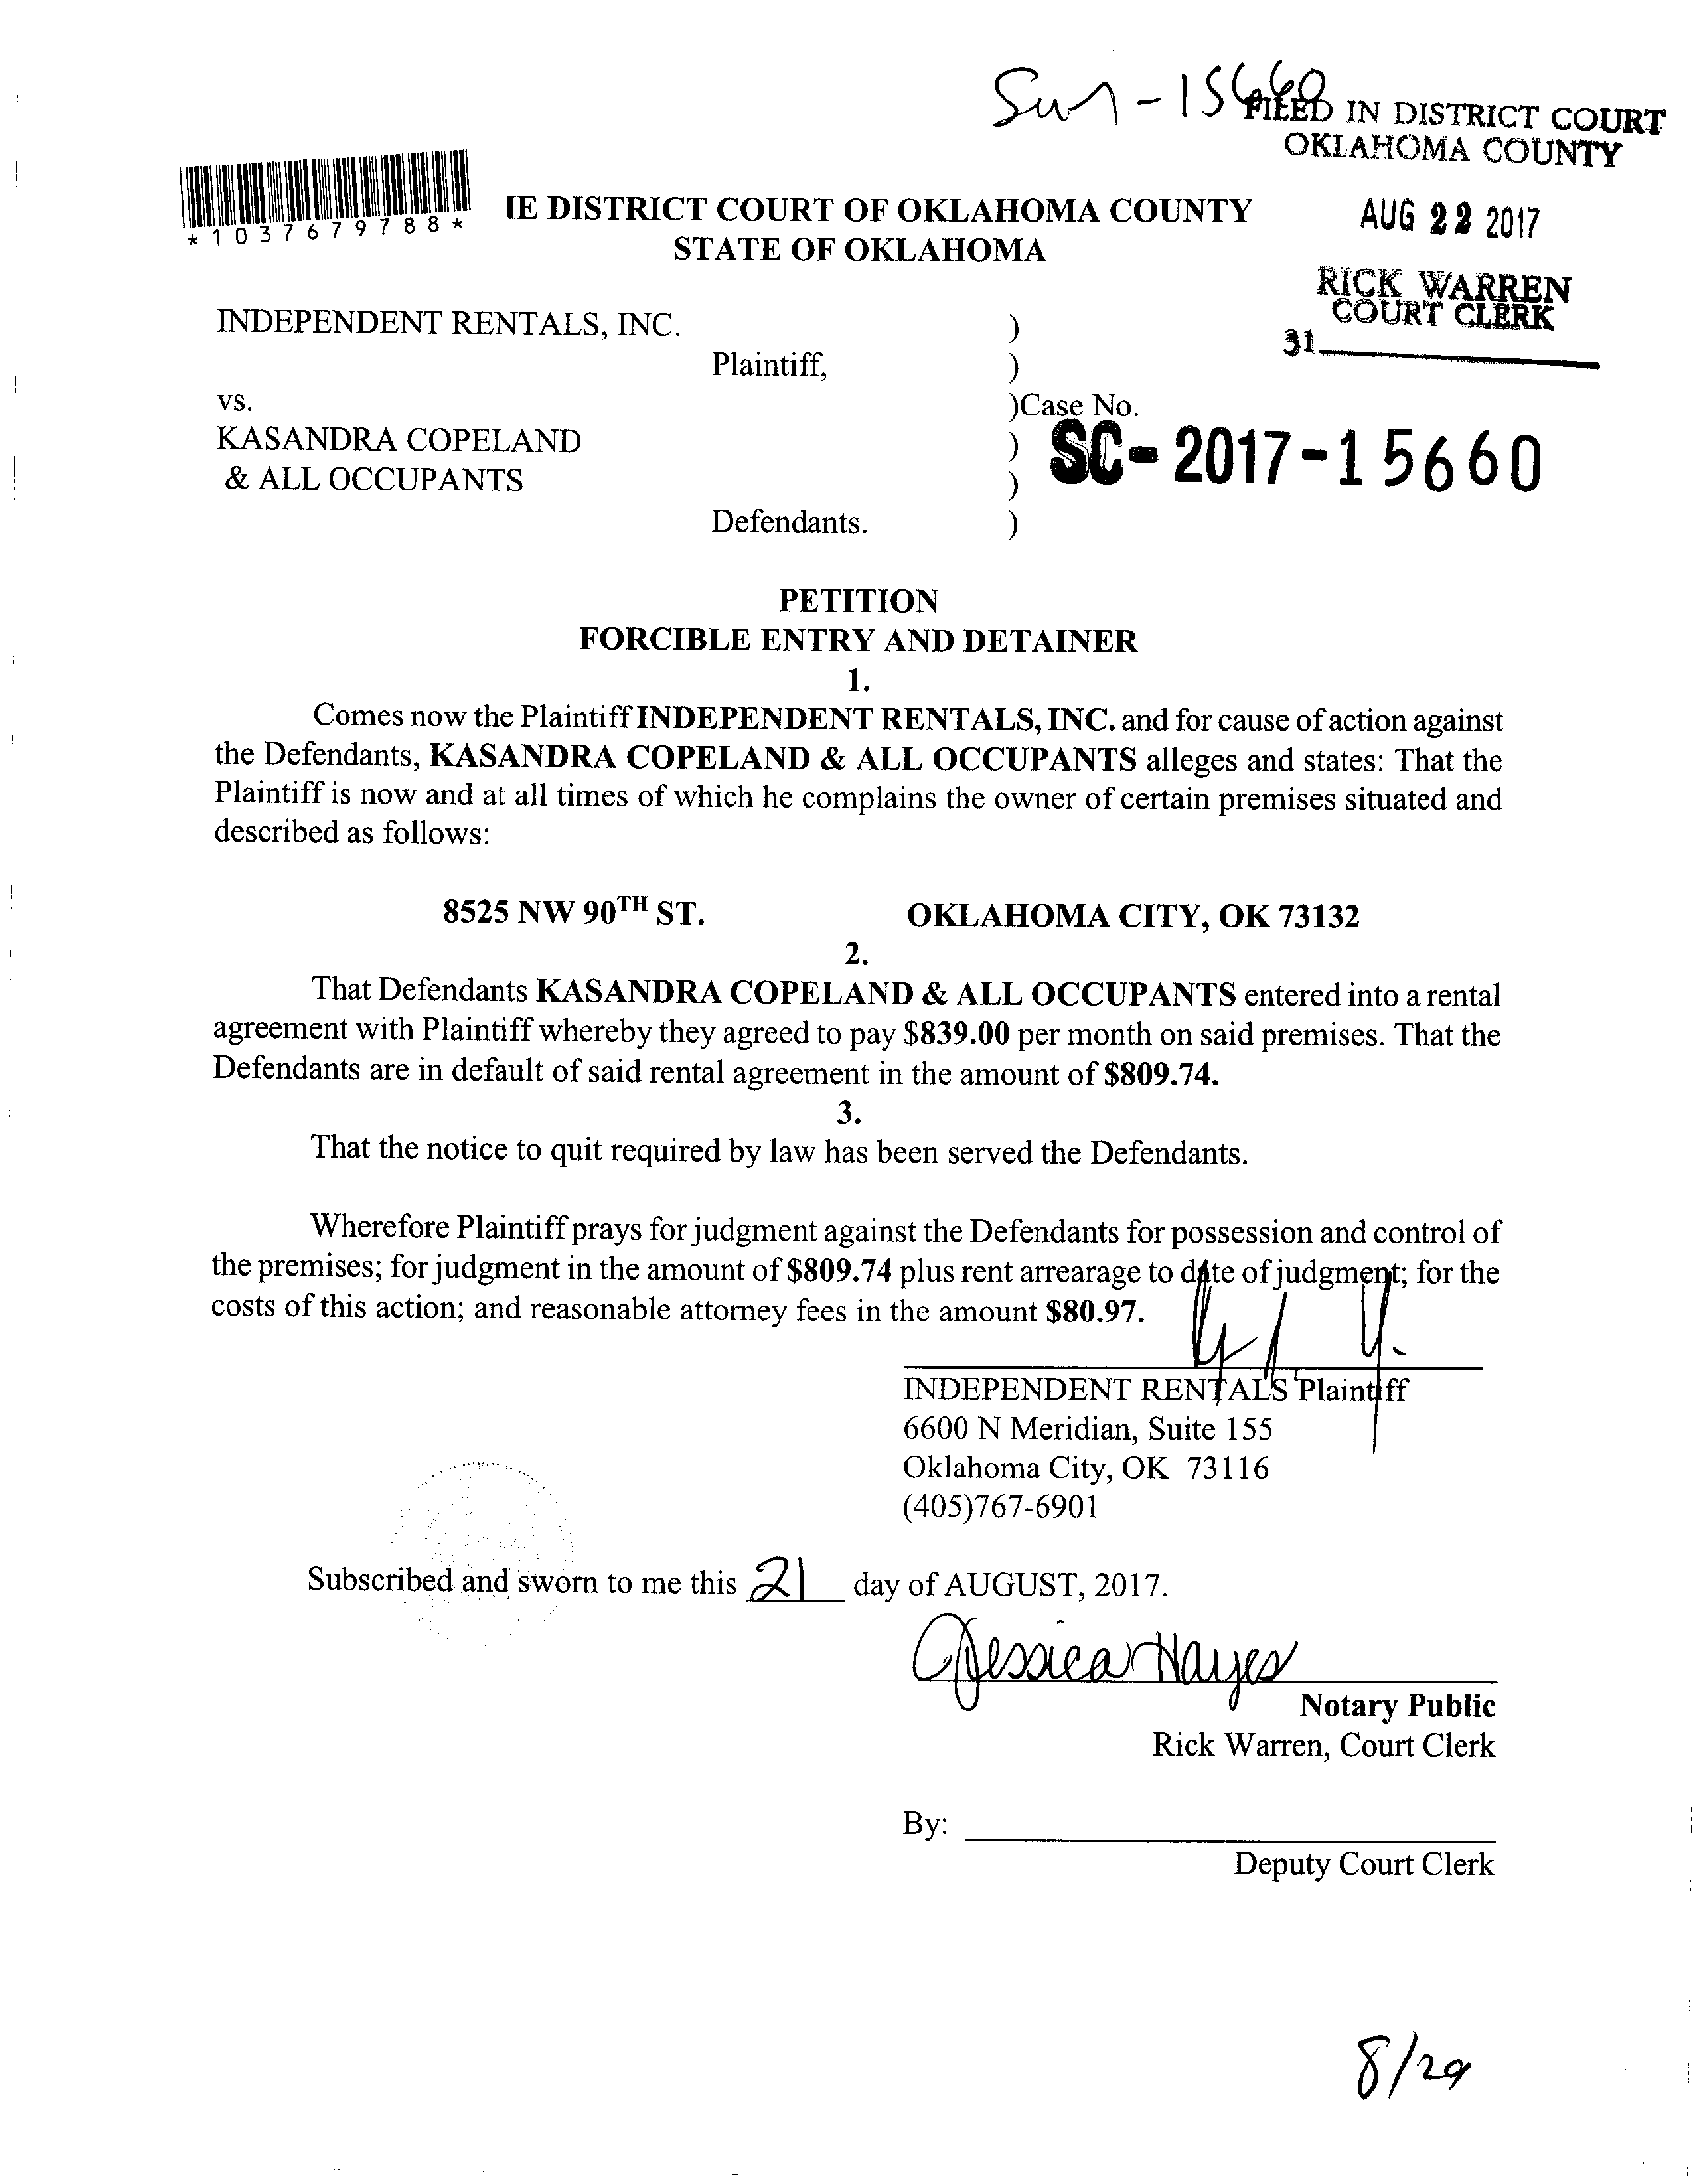 FILED IN DISTRICT COURT
OKLAHOMA COUNTY
*1037679788*
IE DISTRICT COURT OF OKLAHOMA COUNTY
AUG 22 2017
STATE OF OKLAHOMA
RICK WARREN
COURT CLERK
31
INDEPENDENT RENTALS, INC. )
Plaintiff, )
vs. )Case No.
KASANDRA COPELAND ) SC-2017-15660
& ALL OCCUPANTS )
Defendants. )
PETITION
FORCIBLE ENTRY AND DETAINER
1.
Comes now the Plaintiff INDEPENDENT RENTALS, INC. and for cause of action against
the Defendants, KASANDRA COPELAND & ALL OCCUPANTS alleges and states: That the
Plaintiff is now and at all times of which he complains the owner of certain premises situated and
described as follows:
8525 NW 90TH ST. OKLAHOMA CITY, OK 73132
2.
That Defendants KASANDRA COPELAND & ALL OCCUPANTS entered into a rental
agreement with Plaintiff whereby they agreed to pay $839.00 per month on said premises. That the
Defendants are in default of said rental agreement in the amount of $809.74.
3.
That the notice to quit required by law has been served the Defendants.
Wherefore Plaintiff prays for judgment against the Defendants for possession and control of
the premises; for judgment in the amount of $809.74 plus rent arrearage to date of judgment; for the
costs of this action; and reasonable attorney fees in the amount $80.97.
INDEPENDENT RENTALS Plaintiff
6600 N Meridian, Suite 155
Oklahoma City, OK 73116
(405)767-6901
Subscribed and sworn to me this 21 day of AUGUST, 2017.
Jessica Hayes
Notary Public
Rick Warren, Court Clerk
By:
Deputy Court Clerk
8/29